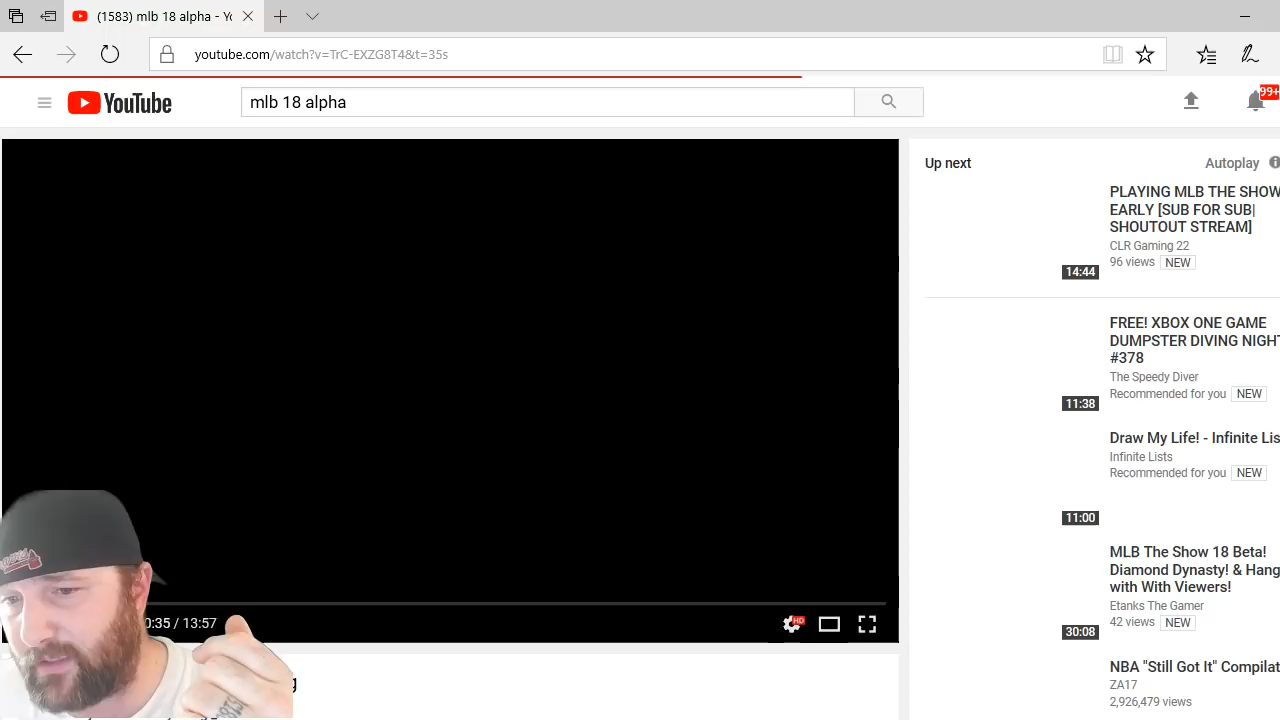 (1583) mlb 18 alpha - Yo
youtube.com/watch?v=TrC-EXZG8T4&t=35s
YouTube
mlb 18 alpha
99+
Up next
Autoplay
PLAYING MLB THE SHOW
EARLY [SUB FOR SUB|
SHOUTOUT STREAM]
CLR Gaming 22
96 views NEW
14:44
FREE! XBOX ONE GAME
DUMPSTER DIVING NIGHT
#378
The Speedy Diver
Recommended for you NEW
11:38
Draw My Life! - Infinite Lis
Infinite Lists
Recommended for you NEW
11:00
MLB The Show 18 Beta!
Diamond Dynasty! & Hang
with With Viewers!
Etanks The Gamer
42 views NEW
30:08
NBA "Still Got It" Compilat
ZA17
2,926,479 views
0:35 / 13:57
HD
g